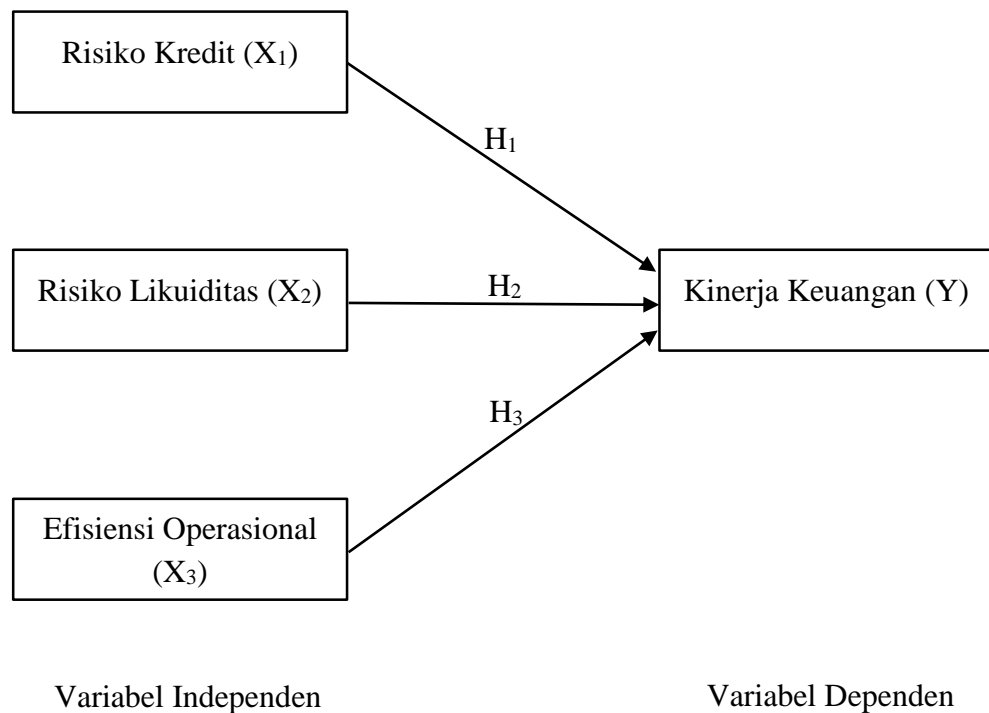 Risiko Kredit (X₁)
H₁
Risiko Likuiditas (X₂)
H₂
Kinerja Keuangan (Y)
H₃
Efisiensi Operasional
(X₃)
Variabel Independen
Variabel Dependen